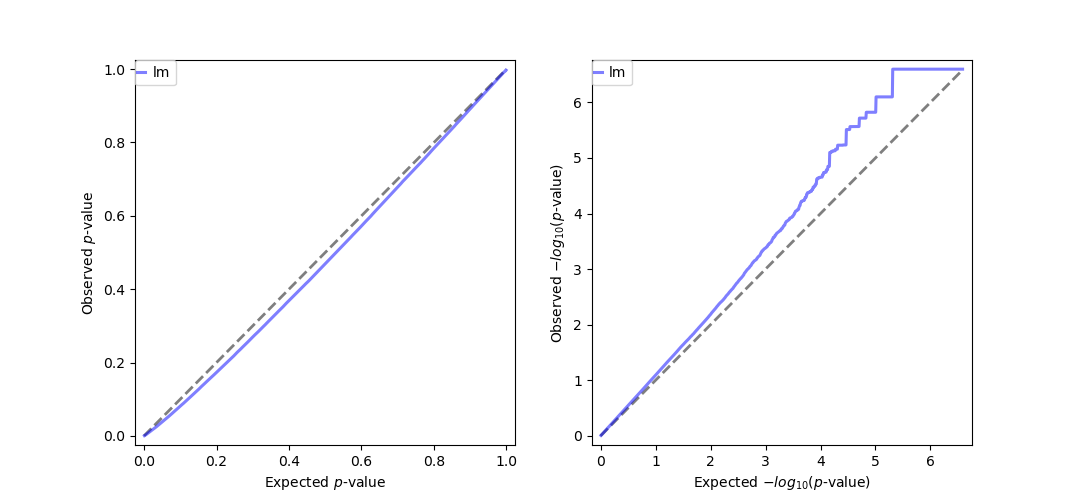 lm
1.0
0.8
0.6
0.4
0.2
0.0
Observed p-value
0.0 0.2 0.4 0.6 0.8 1.0
Expected p-value
lm
6
5
4
3
2
1
0
Observed −log10(p-value)
0 1 2 3 4 5 6
Expected −log10(p-value)